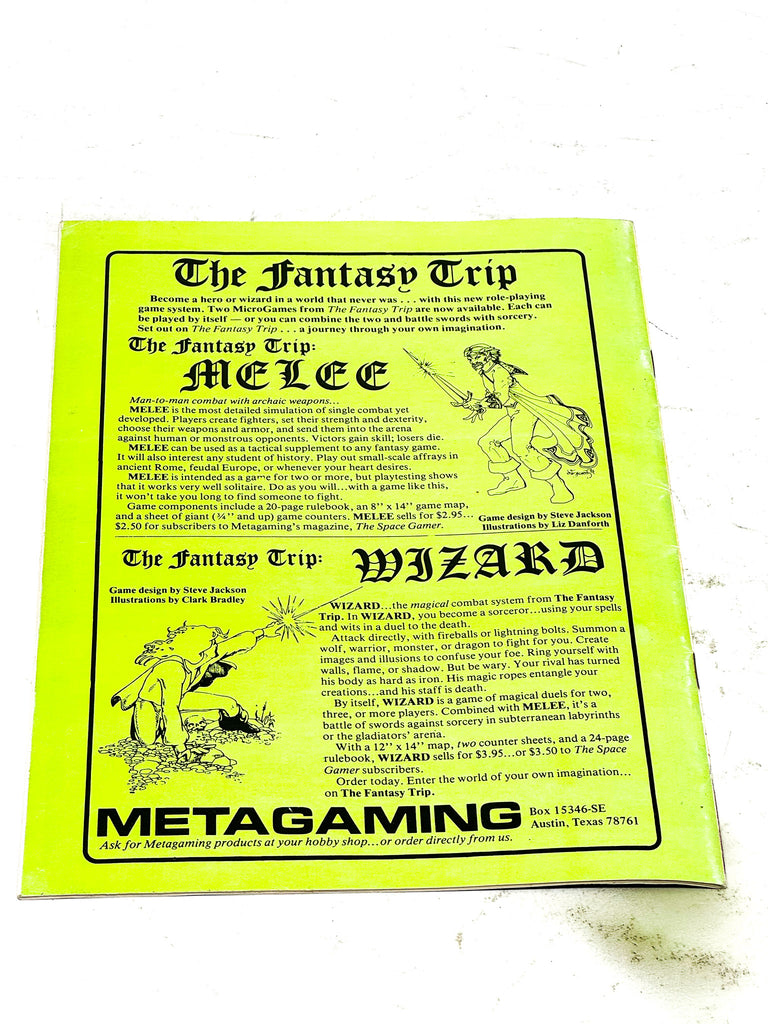 The Fantasy Trip
Become a hero or wizard in a world that never was . . . with this new role-playing
game system. Two MicroGames from The Fantasy Trip are now available. Each can
be played by itself — or you can combine the two and battle swords with sorcery.
Set out on The Fantasy Trip . . . a journey through your own imagination.
The Fantasy Trip:
MELEE
Man-to-man combat with archaic weapons...
MELEE is the most detailed simulation of single combat yet
developed. Players create fighters, set their strength and dexterity,
choose their weapons and armor, and send them into the arena
against human or monstrous opponents. Victors gain skill; losers die.
MELEE can be used as a tactical supplement to any fantasy game.
It will also interest any student of history. Play out small-scale affrays in
ancient Rome, feudal Europe, or whenever your heart desires.
MELEE is intended as a game for two or more, but playtesting shows
that it works very well solitaire. Do as you will...with a game like this,
it won't take you long to find someone to fight.
Game components include a 20-page rulebook, an 8" x 14" game map,
and a sheet of giant (¾" and up) game counters. MELEE sells for $2.95...
$2.50 for subscribers to Metagaming's magazine, The Space Gamer.
Game design by Steve Jackson
Illustrations by Liz Danforth
The Fantasy Trip:
WIZARD
Game design by Steve Jackson
Illustrations by Clark Bradley
WIZARD...the magical combat system from The Fantasy
Trip. In WIZARD, you become a sorceror...using your spells
and wits in a duel to the death.
Attack directly, with fireballs or lightning bolts. Summon a
wolf, warrior, monster, or dragon to fight for you. Create
images and illusions to confuse your foe. Ring yourself with
walls, flame, or shadow. But be wary. Your rival has turned
his body as hard as iron. His magic ropes entangle your
creations...and his staff is death.
By itself, WIZARD is a game of magical duels for two,
three, or more players. Combined with MELEE, it's a
battle of swords against sorcery in subterranean labyrinths
or the gladiators' arena.
With a 12" x 14" map, two counter sheets, and a 24-page
rulebook, WIZARD sells for $3.95...or $3.50 to The Space
Gamer subscribers.
Order today. Enter the world of your own imagination...
on The Fantasy Trip.
METAGAMING
Box 15346-SE
Austin, Texas 78761
Ask for Metagaming products at your hobby shop...or order directly from us.